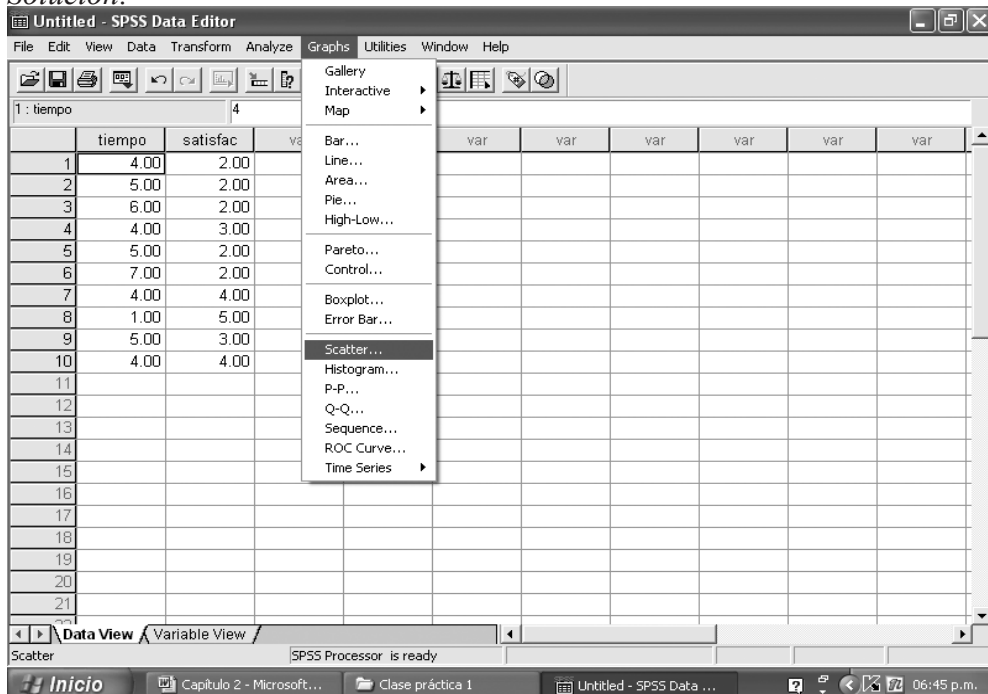 Solución:
Untitled - SPSS Data Editor
File Edit View Data Transform Analyze Graphs Utilities Window Help
1 : tiempo 4
tiempo satisfac var var var var var var
1 4.00 2.00
2 5.00 2.00
3 6.00 2.00
4 4.00 3.00
5 5.00 2.00
6 7.00 2.00
7 4.00 4.00
8 1.00 5.00
9 5.00 3.00
10 4.00 4.00
11
12
13
14
15
16
17
18
19
20
21
Gallery
Interactive
Map
Bar...
Line...
Area...
Pie...
High-Low...
Pareto...
Control...
Boxplot...
Error Bar...
Scatter...
Histogram...
P-P...
Q-Q...
Sequence...
ROC Curve...
Time Series
Data View Variable View
Scatter SPSS Processor is ready
Inicio Capítulo 2 - Microsoft... Clase práctica 1 Untitled - SPSS Data ... 06:45 p.m.